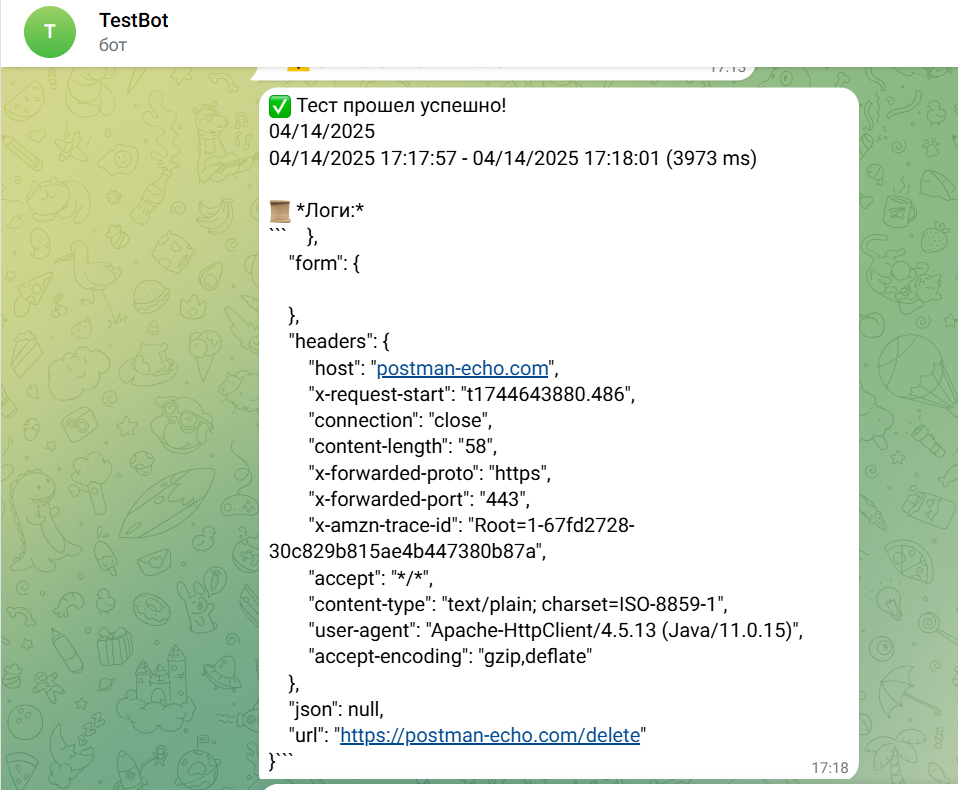 T
TestBot
бот
17:13
✅ Тест прошел успешно!
04/14/2025
04/14/2025 17:17:57 - 04/14/2025 17:18:01 (3973 ms)
📜 *Логи:*
```    },
    "form": {
    },
    "headers": {
        "host": "postman-echo.com",
        "x-request-start": "t1744643880.486",
        "connection": "close",
        "content-length": "58",
        "x-forwarded-proto": "https",
        "x-forwarded-port": "443",
        "x-amzn-trace-id": "Root=1-67fd2728-
30c829b815ae4b447380b87a",
        "accept": "*/*",
        "content-type": "text/plain; charset=ISO-8859-1",
        "user-agent": "Apache-HttpClient/4.5.13 (Java/11.0.15)",
        "accept-encoding": "gzip,deflate"
    },
    "json": null,
    "url": "https://postman-echo.com/delete"
}```
17:18